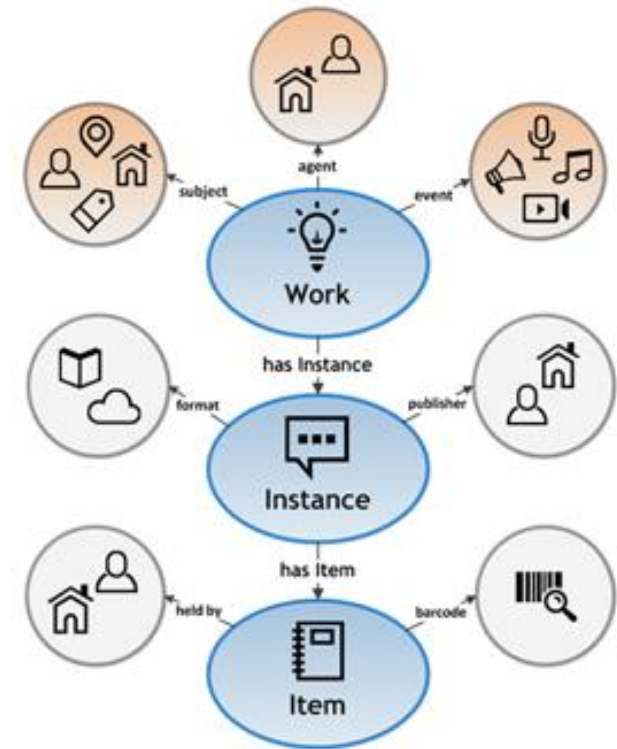 agent
subject
event
Work
has Instance
format
publisher
Instance
has Item
held by
barcode
Item